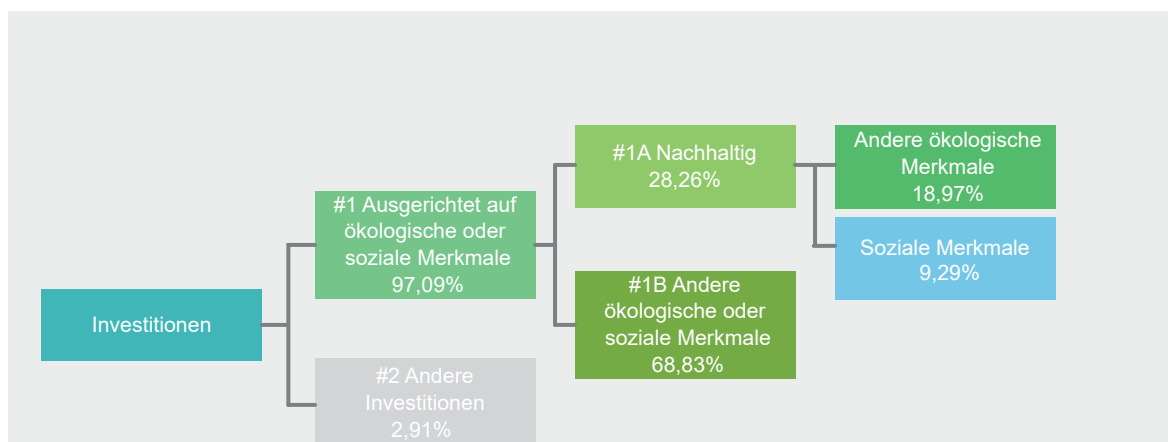 Investitionen
#1 Ausgerichtet auf
ökologische oder
soziale Merkmale
97,09%
#2 Andere
Investitionen
2,91%
#1A Nachhaltig
28,26%
#1B Andere
ökologische oder
soziale Merkmale
68,83%
Andere ökologische
Merkmale
18,97%
Soziale Merkmale
9,29%